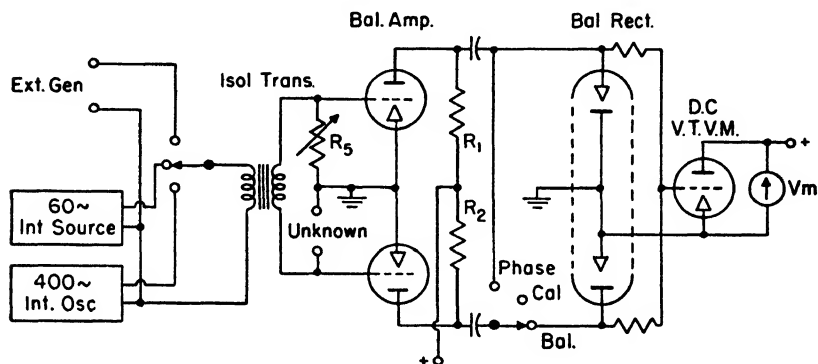 Bal. Amp.
Bal Rect.
Ext. Gen
Isol Trans.
D.C
V.T.V.M.
R5
R1
+
Vm
60~
Int Source
Unknown
R2
400~
Int. Osc
Phase
Cal
Bal.
+